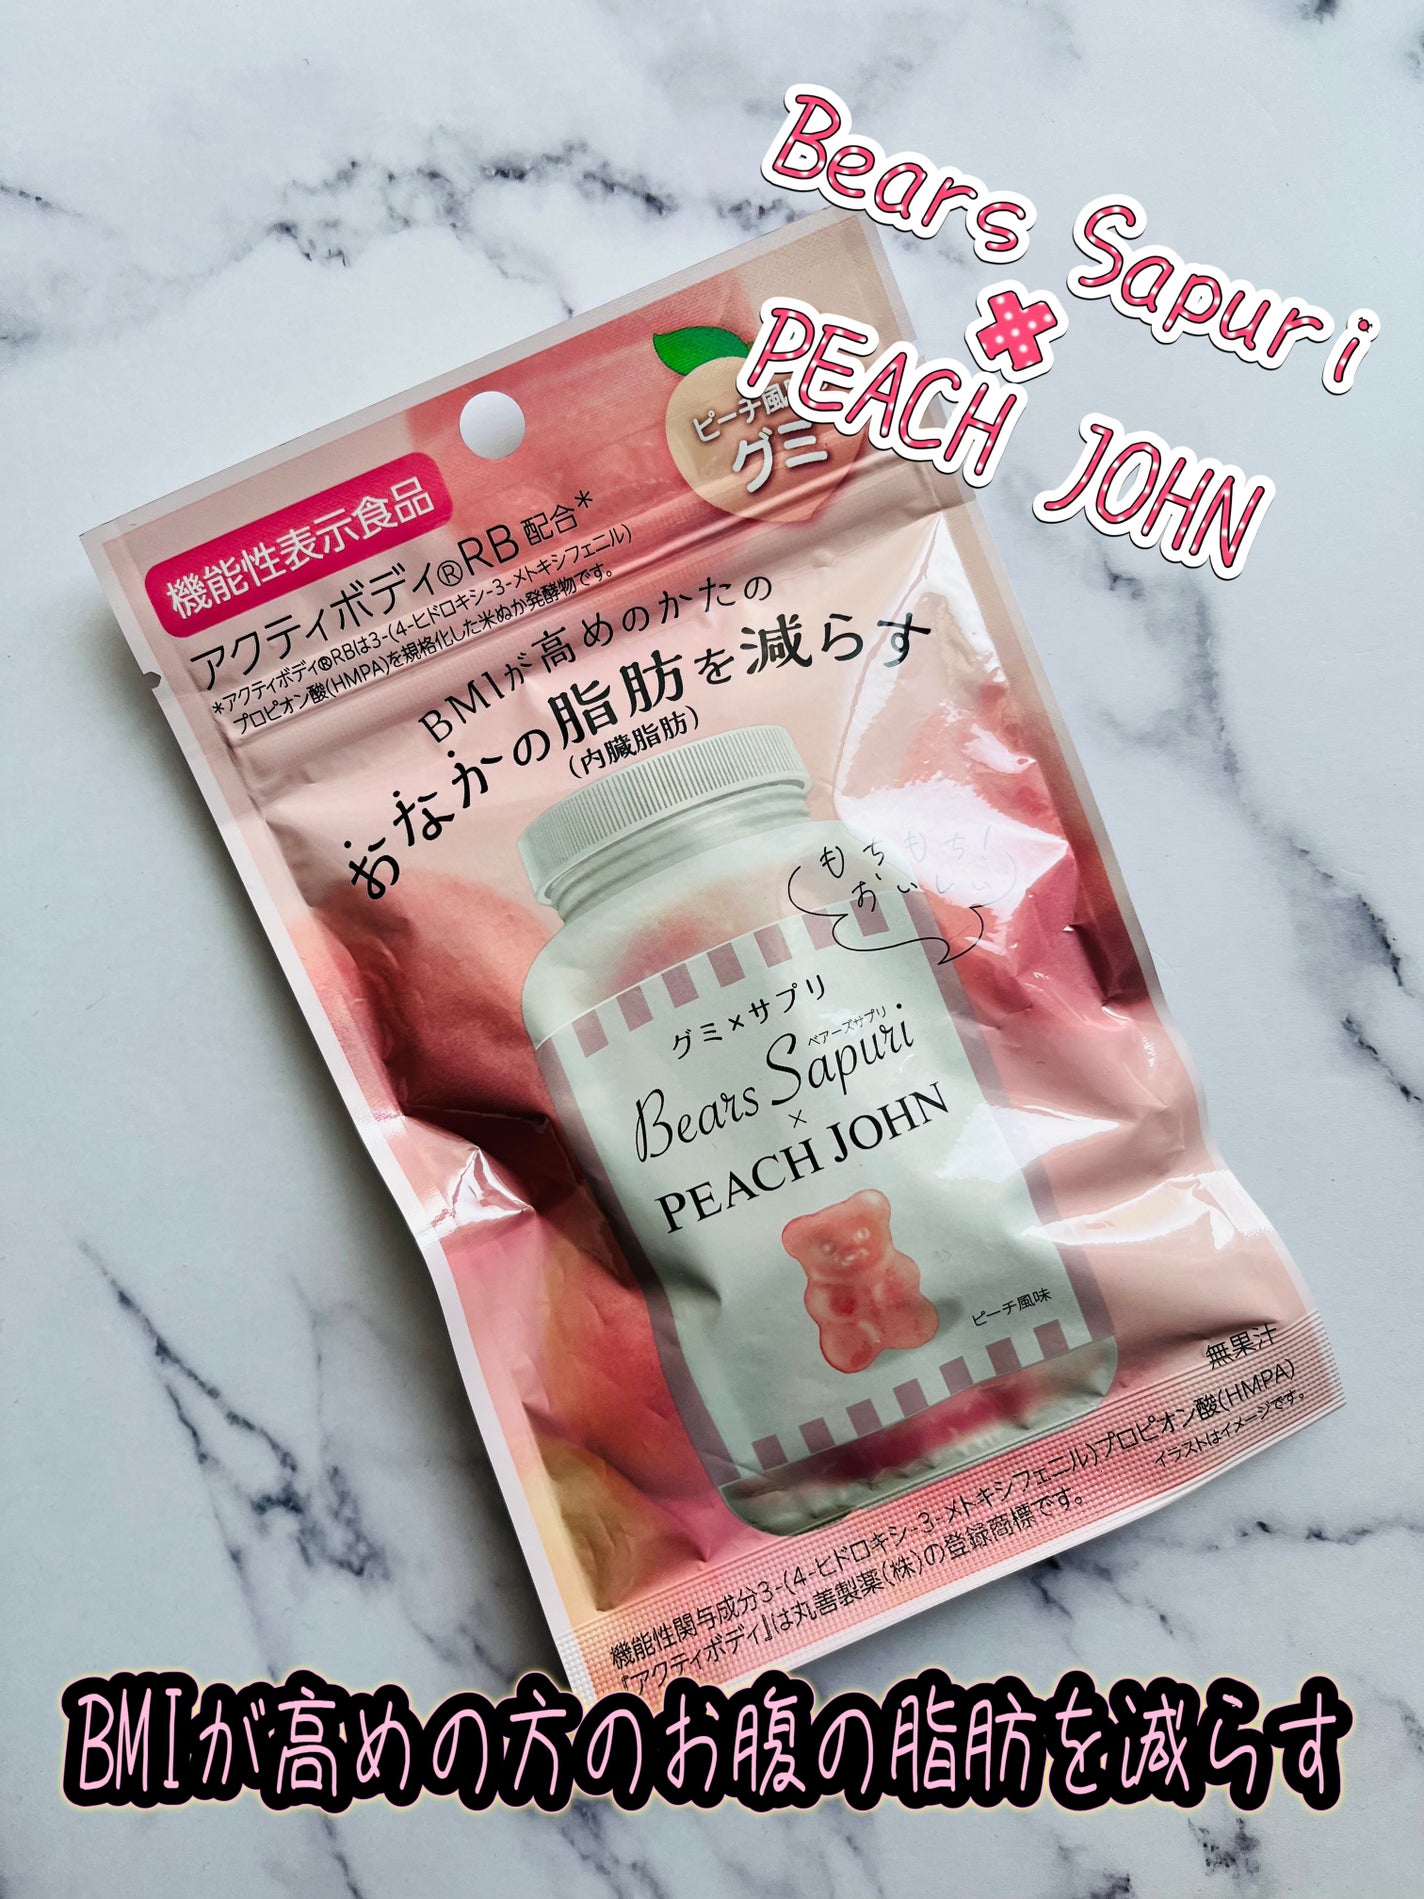 Bears Sapuri
×
PEACH JOHN
ピーチ風
グミ
機能性表示食品
アクティボディ®RB配合*
*アクティボディ®RBは3-(4-ヒドロキシ-3-メトキシフェニル)
プロピオン酸(HMPA)を規格化した米ぬか発酵物です。
BMIが高めのかたの
おなかの脂肪を減らす
(内臓脂肪)
もちもち!
おいしい
グミ×サプリ
ベアーズサプリ
Bears Sapuri
×
PEACH JOHN
ピーチ風味
無果汁
機能性関与成分3-(4-ヒドロキシ-3-メトキシフェニル)プロピオン酸(HMPA)
『アクティボディ』は丸善製薬(株)の登録商標です。
イラストはイメージです。
BMIが高めの方のお腹の脂肪を減らす